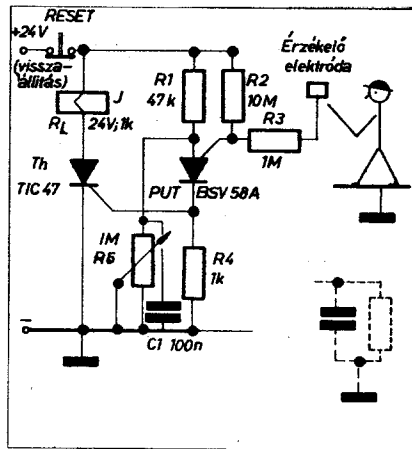 RESET
+24V
(vissza-
állítás)
J
RL
24V; 1k
R1
47k
R2
10M
R3
1M
Érzékelő
elektróda
Th
TIC 47
PUT
BSV 58A
1M
R5
R4
1k
C1 100n